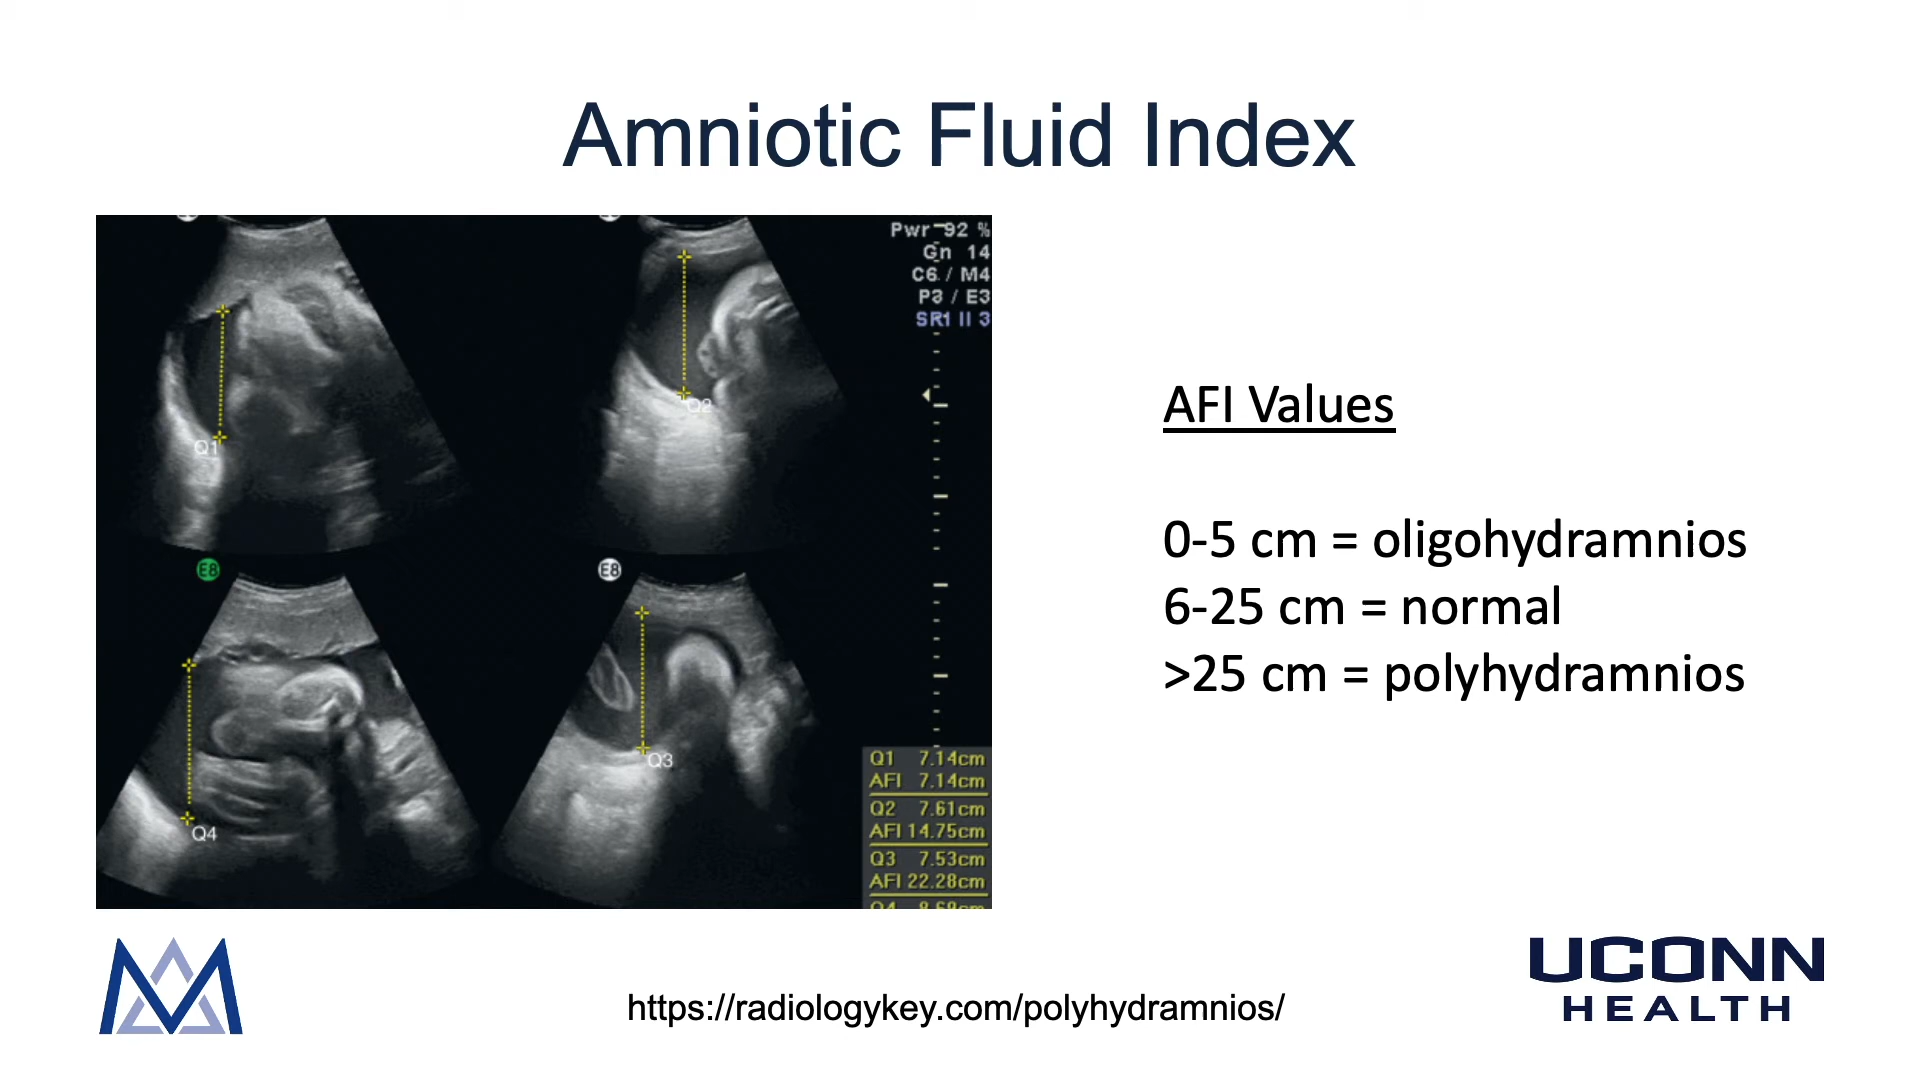 Amniotic Fluid Index
Pwr 92 %
Gn 14
C6 / M4
P3 / E3
SRI II 3
Q1
Q2
E8
E8
Q4
Q3
Q1 7.14cm
AFI 7.14cm
Q2 7.61cm
AFI 14.75cm
Q3 7.53cm
AFI 22.28cm
AFI Values
0-5 cm = oligohydramnios
6-25 cm = normal
>25 cm = polyhydramnios
https://radiologykey.com/polyhydramnios/
UCONN
HEALTH